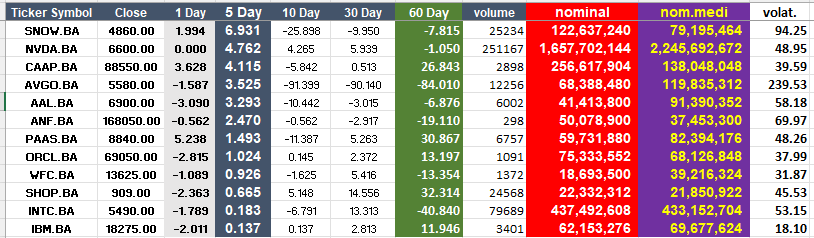 Ticker Symbol Close 1 Day 5 Day 10 Day 30 Day 60 Day volume nominal nom.medi volat.
SNOW.BA 4860.00 1.994 6.931 -25.898 -9.950 -7.815 25234 122,637,240 79,195,464 94.25
NVDA.BA 6600.00 0.000 4.762 4.265 5.939 -1.050 251167 1,657,702,144 2,245,692,672 48.95
CAAP.BA 88550.00 3.628 4.115 -5.842 0.513 26.843 2898 256,617,904 138,048,048 39.59
AVGO.BA 5580.00 -1.587 3.525 -91.399 -90.140 -84.010 12256 68,388,480 119,835,312 239.53
AAL.BA 6900.00 -3.090 3.293 -10.442 -3.015 -6.876 6002 41,413,800 91,390,352 58.18
ANF.BA 168050.00 -0.562 2.470 -0.562 -2.917 -19.110 298 50,078,900 37,453,300 69.97
PAAS.BA 8840.00 5.238 1.493 -11.387 5.263 30.867 6757 59,731,880 82,394,176 48.26
ORCL.BA 69050.00 -2.815 1.024 0.145 2.372 13.197 1091 75,333,552 68,126,848 37.99
WFC.BA 13625.00 -1.089 0.926 -1.625 5.416 -13.354 1372 18,693,500 39,216,324 31.87
SHOP.BA 909.00 -2.363 0.665 5.148 14.556 32.314 24568 22,332,312 21,850,922 45.53
INTC.BA 5490.00 -1.789 0.183 -6.791 13.313 -40.840 79689 437,492,608 433,152,704 53.15
IBM.BA 18275.00 -2.011 0.137 0.137 2.813 11.946 3401 62,153,276 69,677,624 18.10